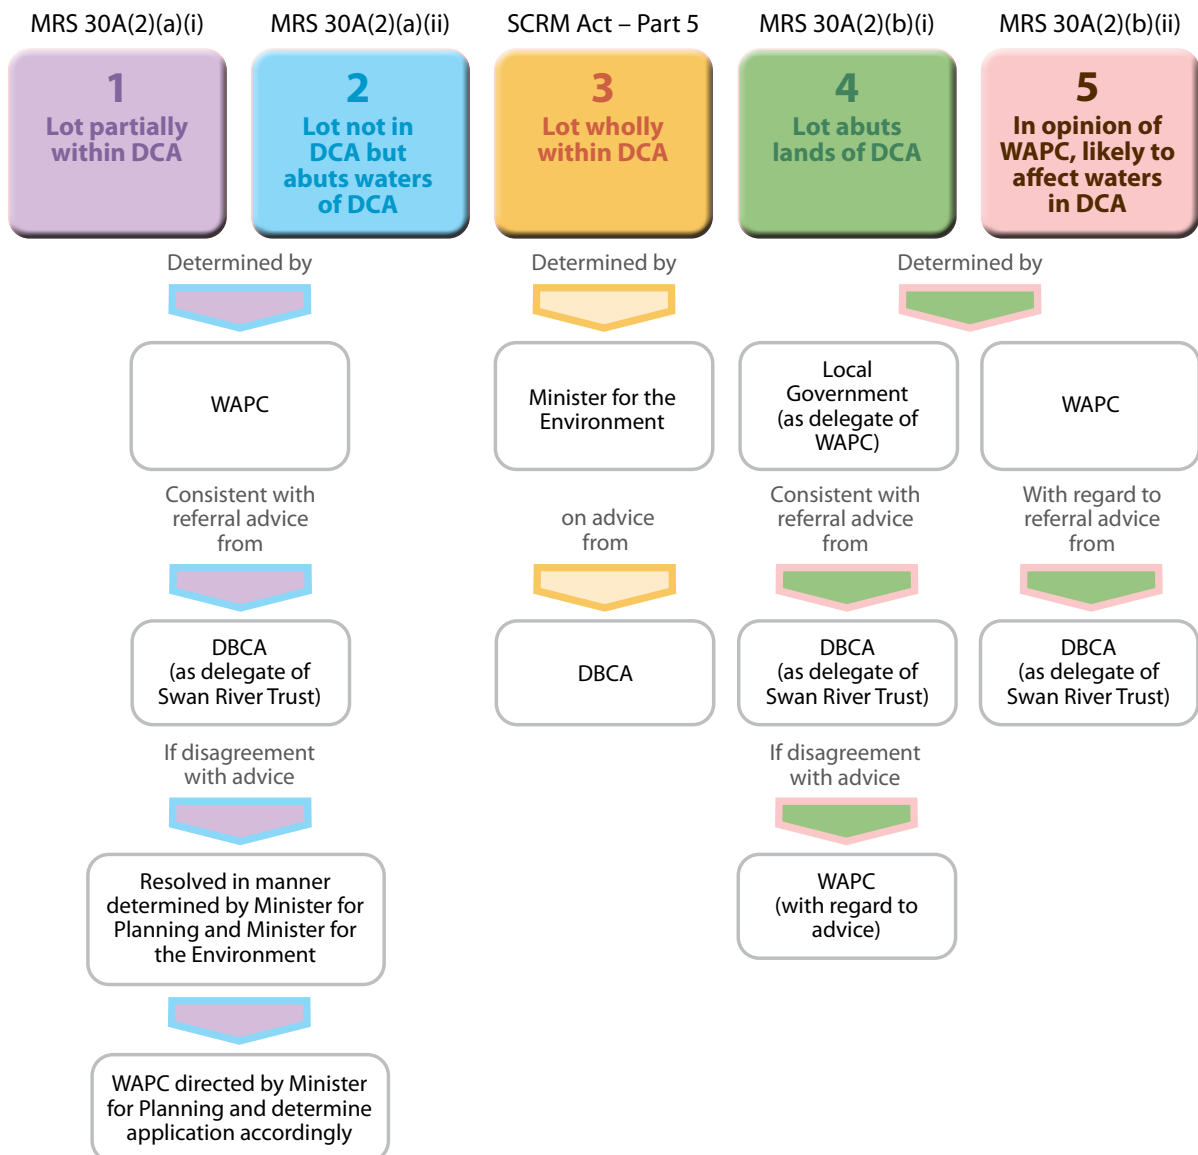 MRS 30A(2)(a)(i)
MRS 30A(2)(a)(ii)
SCRM Act – Part 5
MRS 30A(2)(b)(i)
MRS 30A(2)(b)(ii)
1
Lot partially
within DCA
2
Lot not in
DCA but
abuts waters
of DCA
3
Lot wholly
within DCA
4
Lot abuts
lands of DCA
5
In opinion of
WAPC, likely to
affect waters
in DCA
Determined by
Determined by
Determined by
WAPC
Minister for the
Environment
Local
Government
(as delegate of
WAPC)
WAPC
Consistent with
referral advice
from
on advice
from
Consistent with
referral advice
from
With regard to
referral advice
from
DBCA
(as delegate of
Swan River Trust)
DBCA
DBCA
(as delegate of
Swan River Trust)
DBCA
(as delegate of
Swan River Trust)
If disagreement
with advice
If disagreement
with advice
Resolved in manner
determined by Minister for
Planning and Minister for
the Environment
WAPC
(with regard to
advice)
WAPC directed by Minister
for Planning and determine
application accordingly